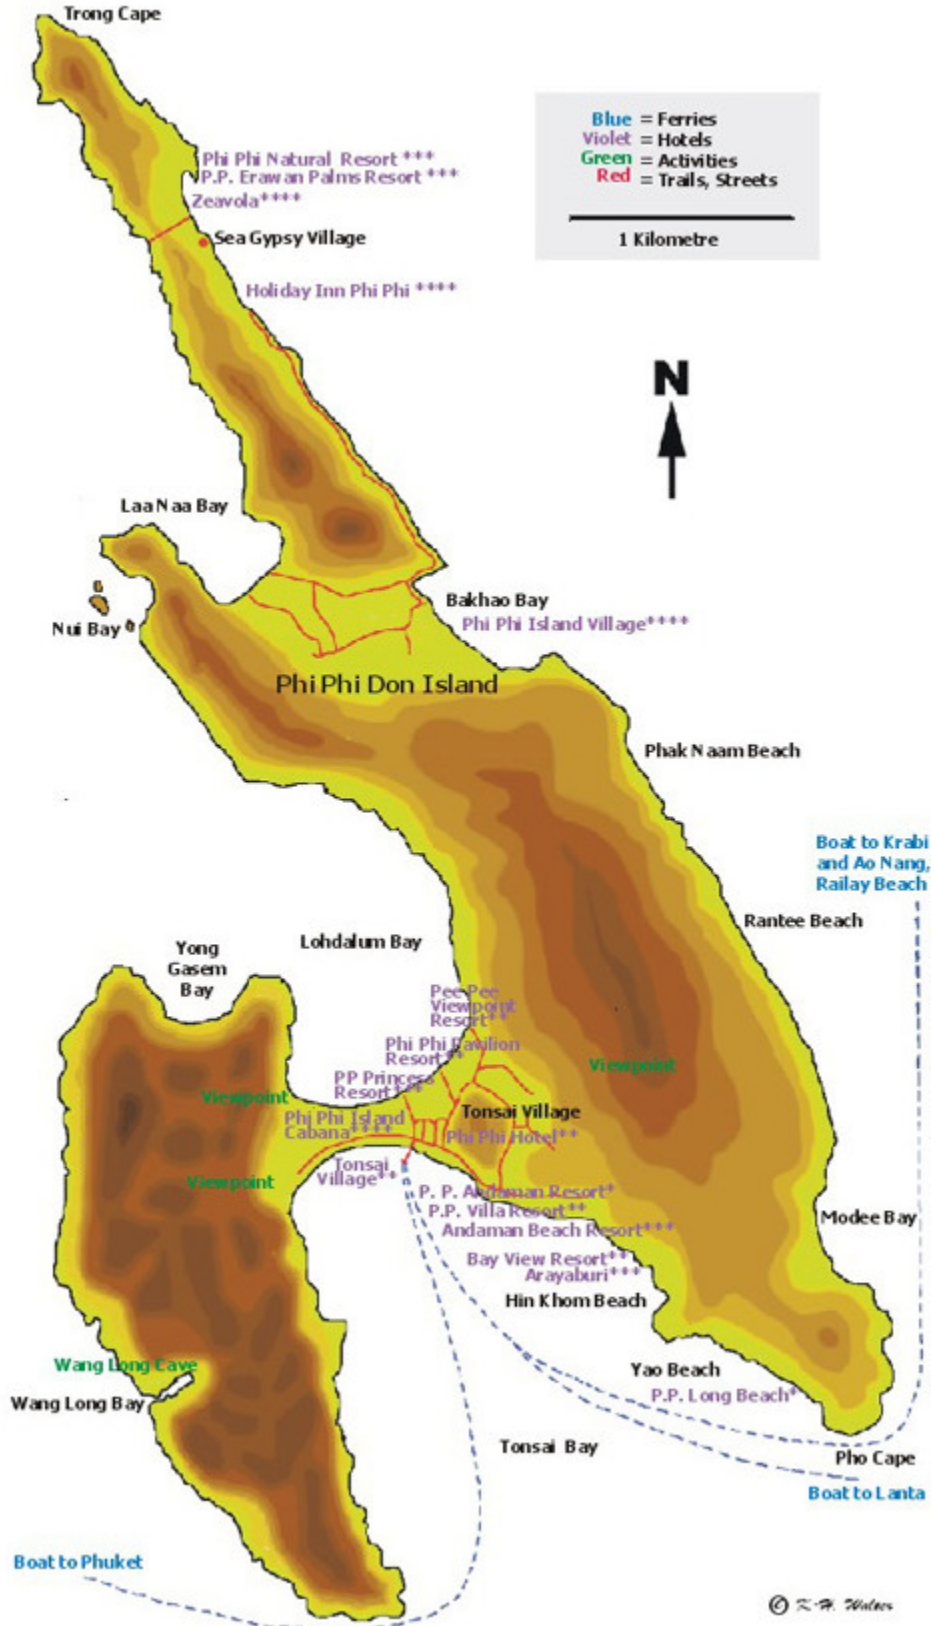 Trong Cape
Blue = Ferries
Violet = Hotels
Green = Activities
Red = Trails, Streets
1 Kilometre
Phi Phi Natural Resort ***
P.P. Erawan Palms Resort ***
Zeavola****
Sea Gypsy Village
Holiday Inn Phi Phi ****
N
Laa Naa Bay
Bakhao Bay
Phi Phi Island Village****
Nui Bay
Phi Phi Don Island
Phak Naam Beach
Boat to Krabi
and Ao Nang,
Railay Beach
Rantee Beach
Lohdalum Bay
Yong
Gasem
Bay
Pee Pee
Viewpoint
Resort**
Phi Phi Pavilion
Resort**
Viewpoint
PP Princess
Resort***
Viewpoint
Phi Phi Island
Cabana****
Tonsai Village
Phi Phi Hotel**
Tonsai
Village**
Viewpoint
P. P. Andaman Resort*
P.P. Villa Resort**
Andaman Beach Resort***
Modee Bay
Bay View Resort**
Arayaburi***
Hin Khom Beach
Wang Long Cave
Yao Beach
P.P. Long Beach*
Wang Long Bay
Tonsai Bay
Pho Cape
Boat to Lanta
Boat to Phuket
© K-H. Walser